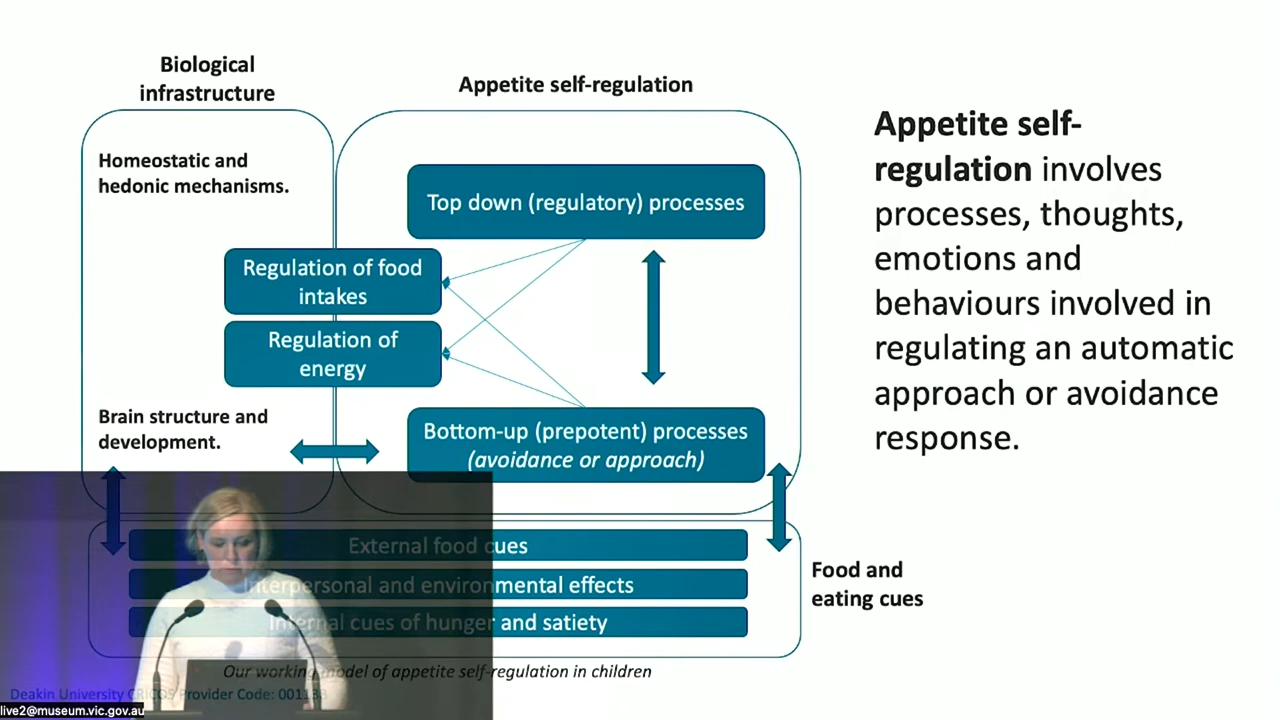 Biological
infrastructure
Appetite self-regulation
Homeostatic and
hedonic mechanisms.
Top down (regulatory) processes
Regulation of food
intakes
Regulation of
energy
Brain structure and
development.
Bottom-up (prepotent) processes
(avoidance or approach)
External food cues
Interpersonal and environmental effects
Internal cues of hunger and satiety
Food and
eating cues
Our working model of appetite self-regulation in children
Appetite self-
regulation involves
processes, thoughts,
emotions and
behaviours involved in
regulating an automatic
approach or avoidance
response.
Deakin University CRICOS Provider Code: 00113B
live2@museum.vic.gov.au